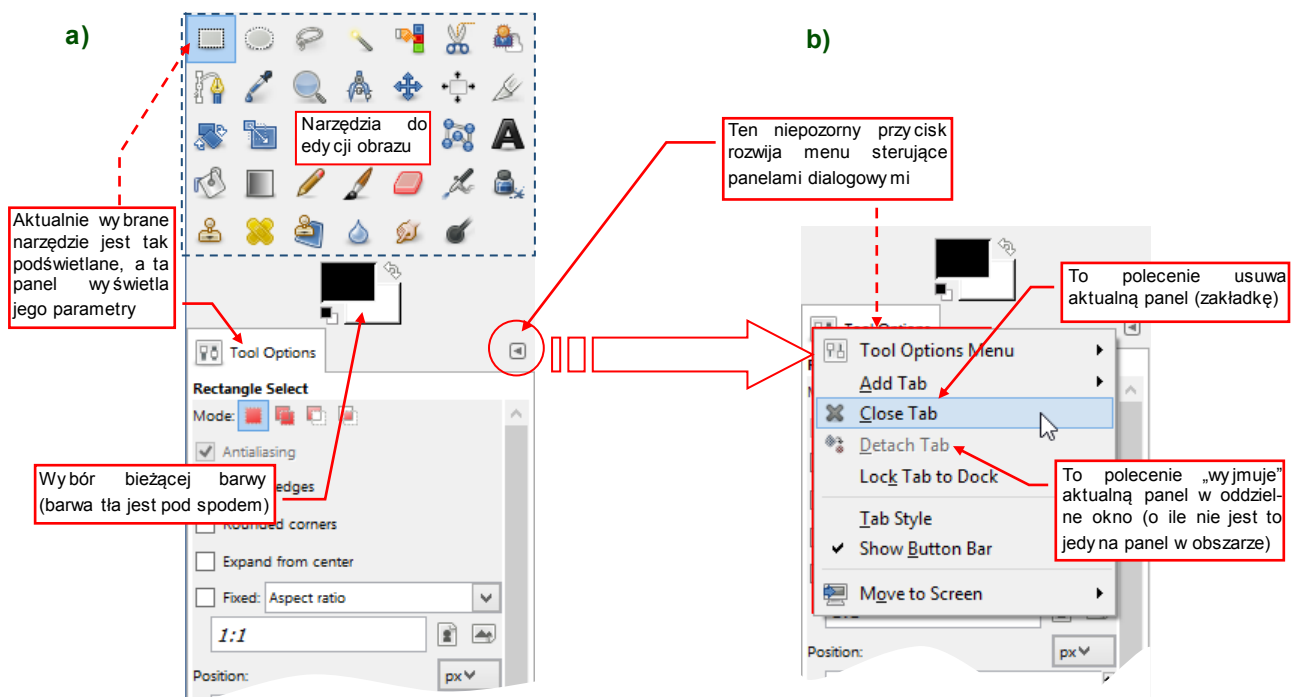 a)
Narzędzia do
edycji obrazu
Aktualnie wybrane
narzędzie jest tak
podświetlane, a ta
panel wyświetla
jego parametry
Tool Options
Rectangle Select
Mode:
Antialiasing
Wybór bieżącej barwy
(barwa tła jest pod spodem)
edges
Rounded corners
Expand from center
Fixed: Aspect ratio
1:1
Position:
px
b)
Ten niepozorny przycisk
rozwija menu sterujące
panelami dialogowymi
To polecenie usuwa
aktualną panel (zakładkę)
Tool Options
Tool Options Menu
Add Tab
Close Tab
Detach Tab
Lock Tab to Dock
Tab Style
Show Button Bar
Move to Screen
To polecenie „wyjmuje”
aktualną panel w oddziel-
ne okno (o ile nie jest to
jedyna panel w obszarze)
Position:
px